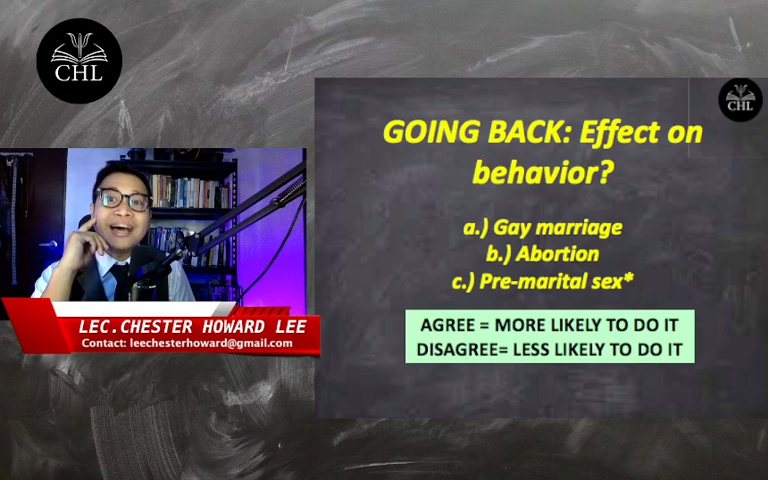 CHL
CHL
GOING BACK: Effect on
behavior?
a.) Gay marriage
b.) Abortion
c.) Pre-marital sex*
AGREE = MORE LIKELY TO DO IT
DISAGREE= LESS LIKELY TO DO IT
LEC.CHESTER HOWARD LEE
Contact: leechesterhoward@gmail.com